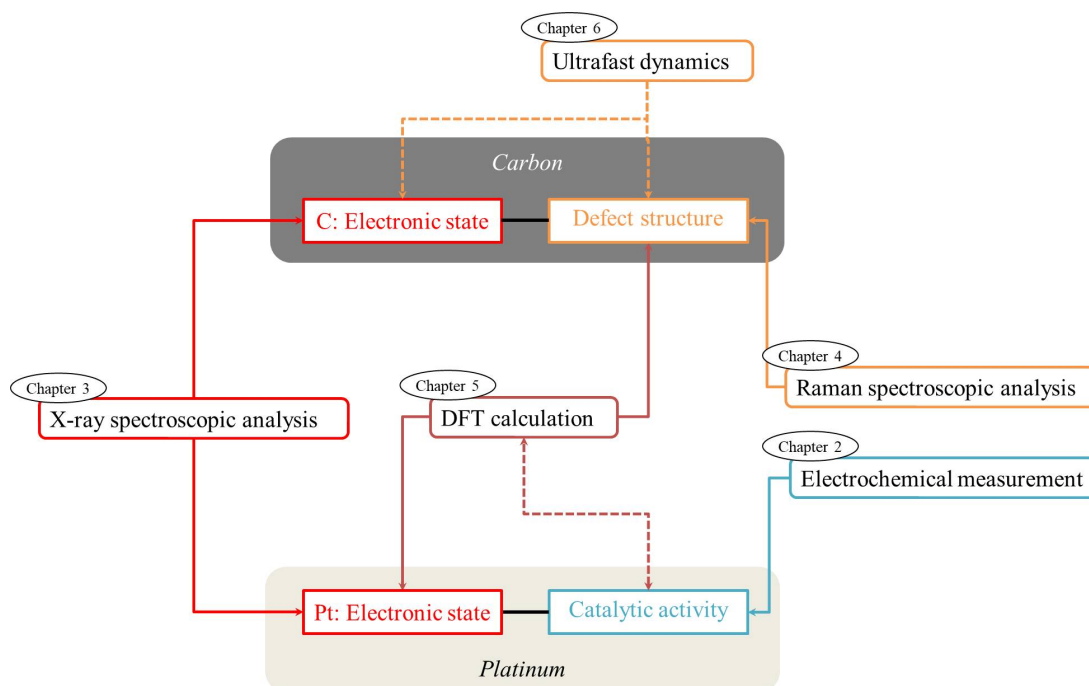 Chapter 6
Ultrafast dynamics
Carbon
C: Electronic state
Defect structure
Chapter 4
Raman spectroscopic analysis
Chapter 3
X-ray spectroscopic analysis
Chapter 5
DFT calculation
Chapter 2
Electrochemical measurement
Pt: Electronic state
Catalytic activity
Platinum